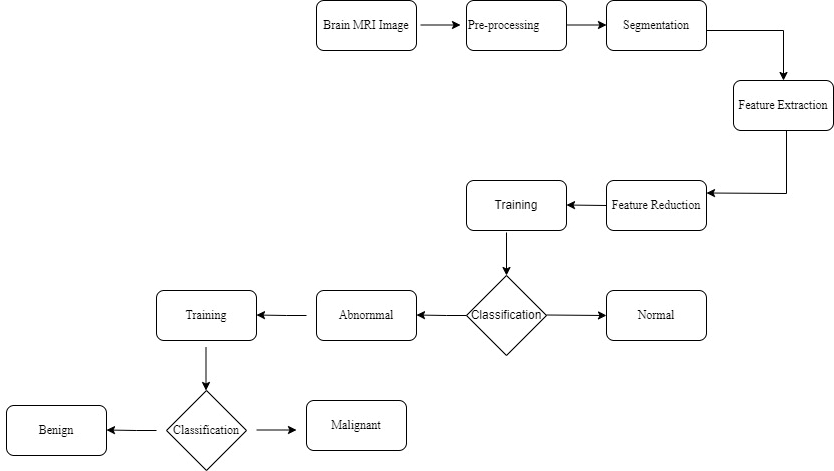 Brain MRI Image
Pre-processing
Segmentation
Feature Extraction
Feature Reduction
Training
Classification
Normal
Abnornmal
Training
Classification
Malignant
Benign